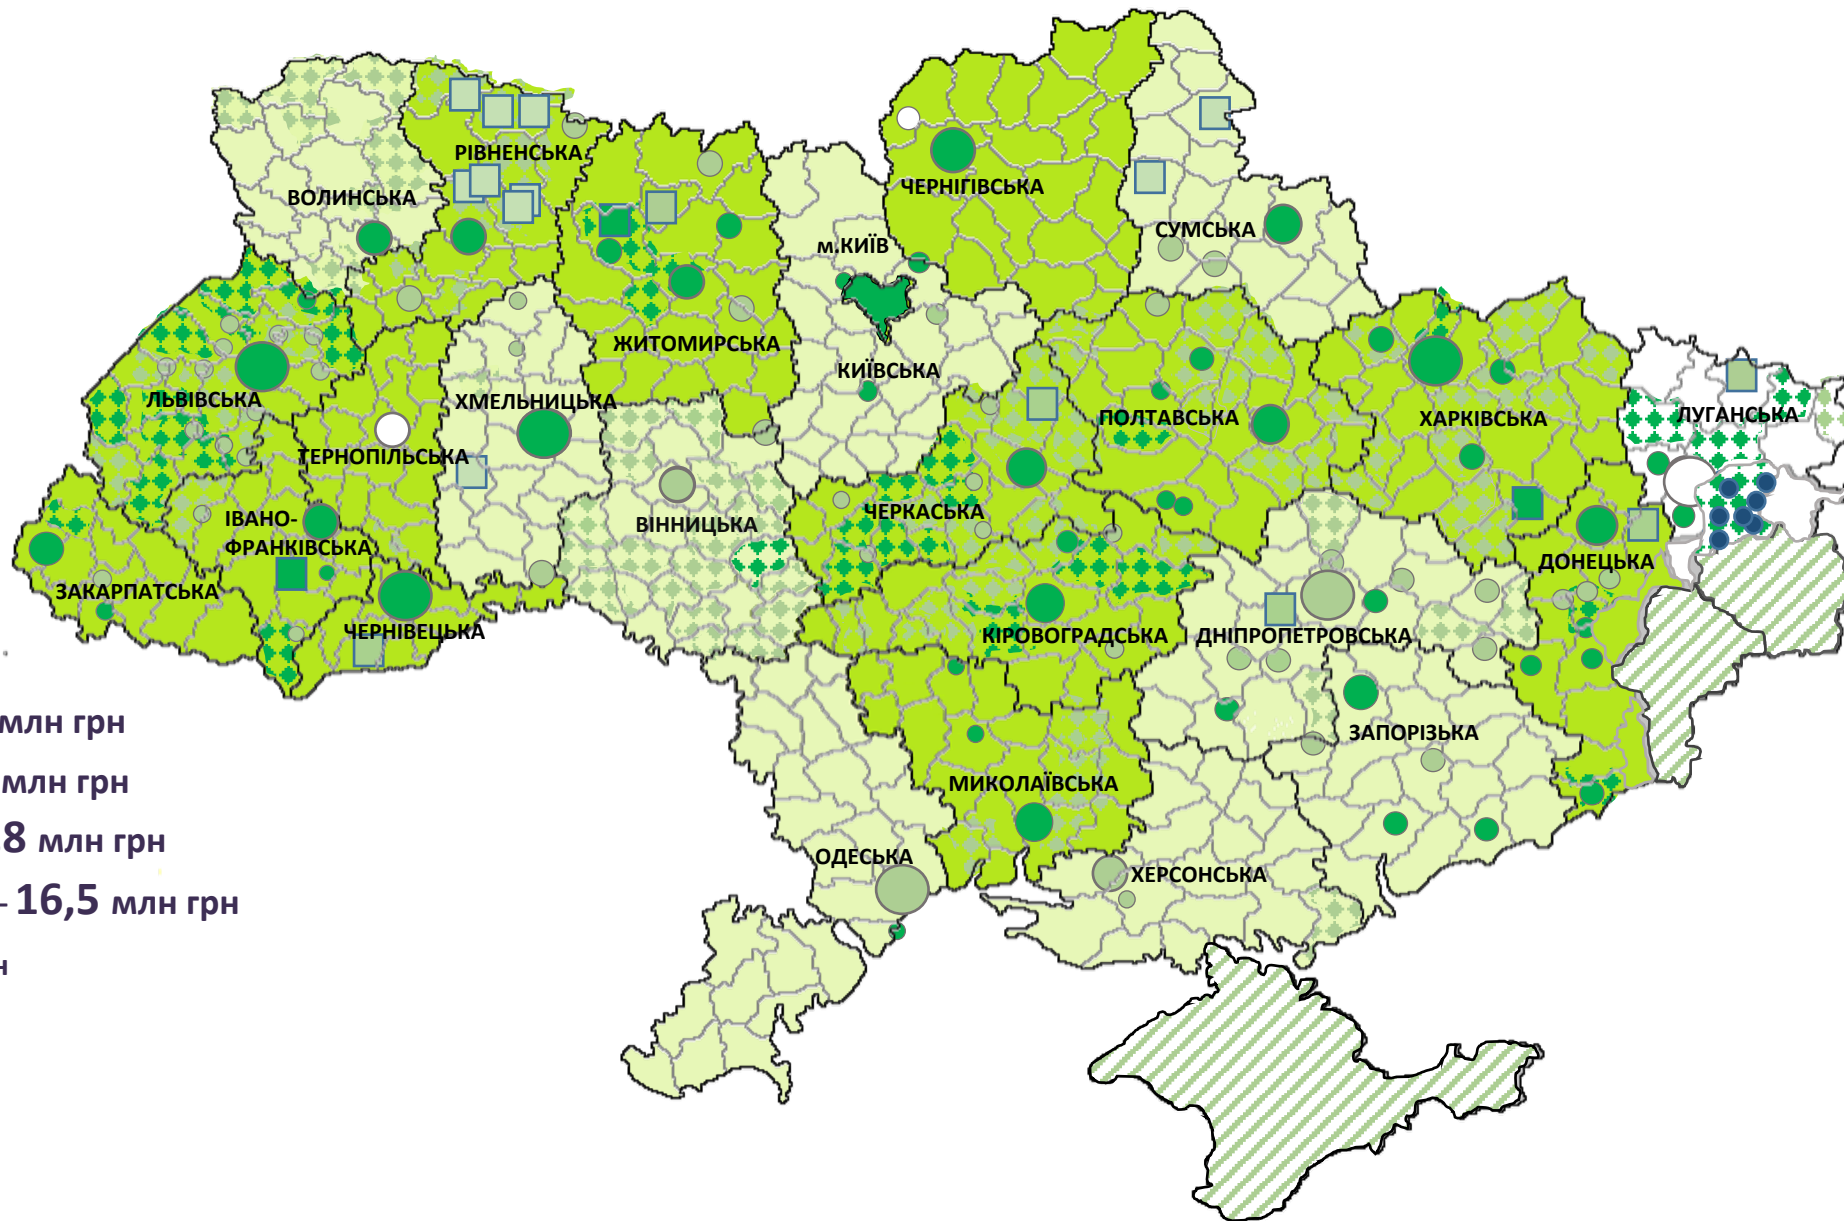 РІВНЕНСЬКА
ВОЛИНСЬКА
ЧЕРНІГІВСЬКА
СУМСЬКА
м.КИЇВ
ЖИТОМИРСЬКА
КИЇВСЬКА
ЛЬВІВСЬКА
ХМЕЛЬНИЦЬКА
ПОЛТАВСЬКА
ХАРКІВСЬКА
ЛУГАНСЬКА
ТЕРНОПІЛЬСЬКА
ІВАНО-
ФРАНКІВСЬКА
ВІННИЦЬКА
ЧЕРКАСЬКА
ДОНЕЦЬКА
ЗАКАРПАТСЬКА
ЧЕРНІВЕЦЬКА
КІРОВОГРАДСЬКА
ДНІПРОПЕТРОВСЬКА
ЗАПОРІЗЬКА
МИКОЛАЇВСЬКА
ОДЕСЬКА
ХЕРСОНСЬКА
млн грн
млн грн
8 млн грн
- 16,5 млн грн
н